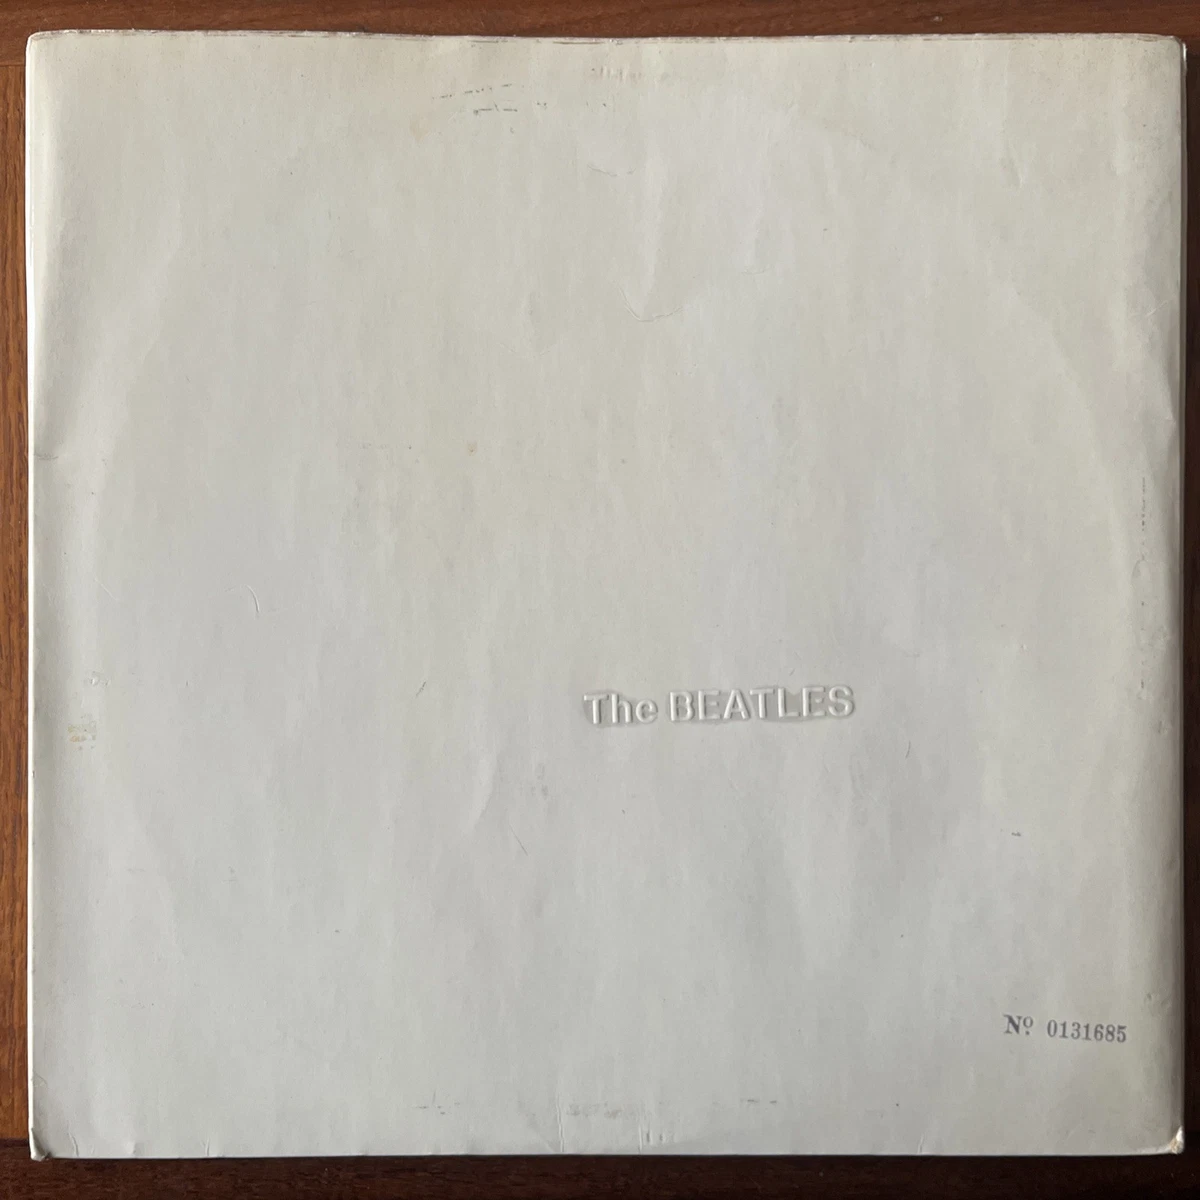 The BEATLES
Nº. 0131685